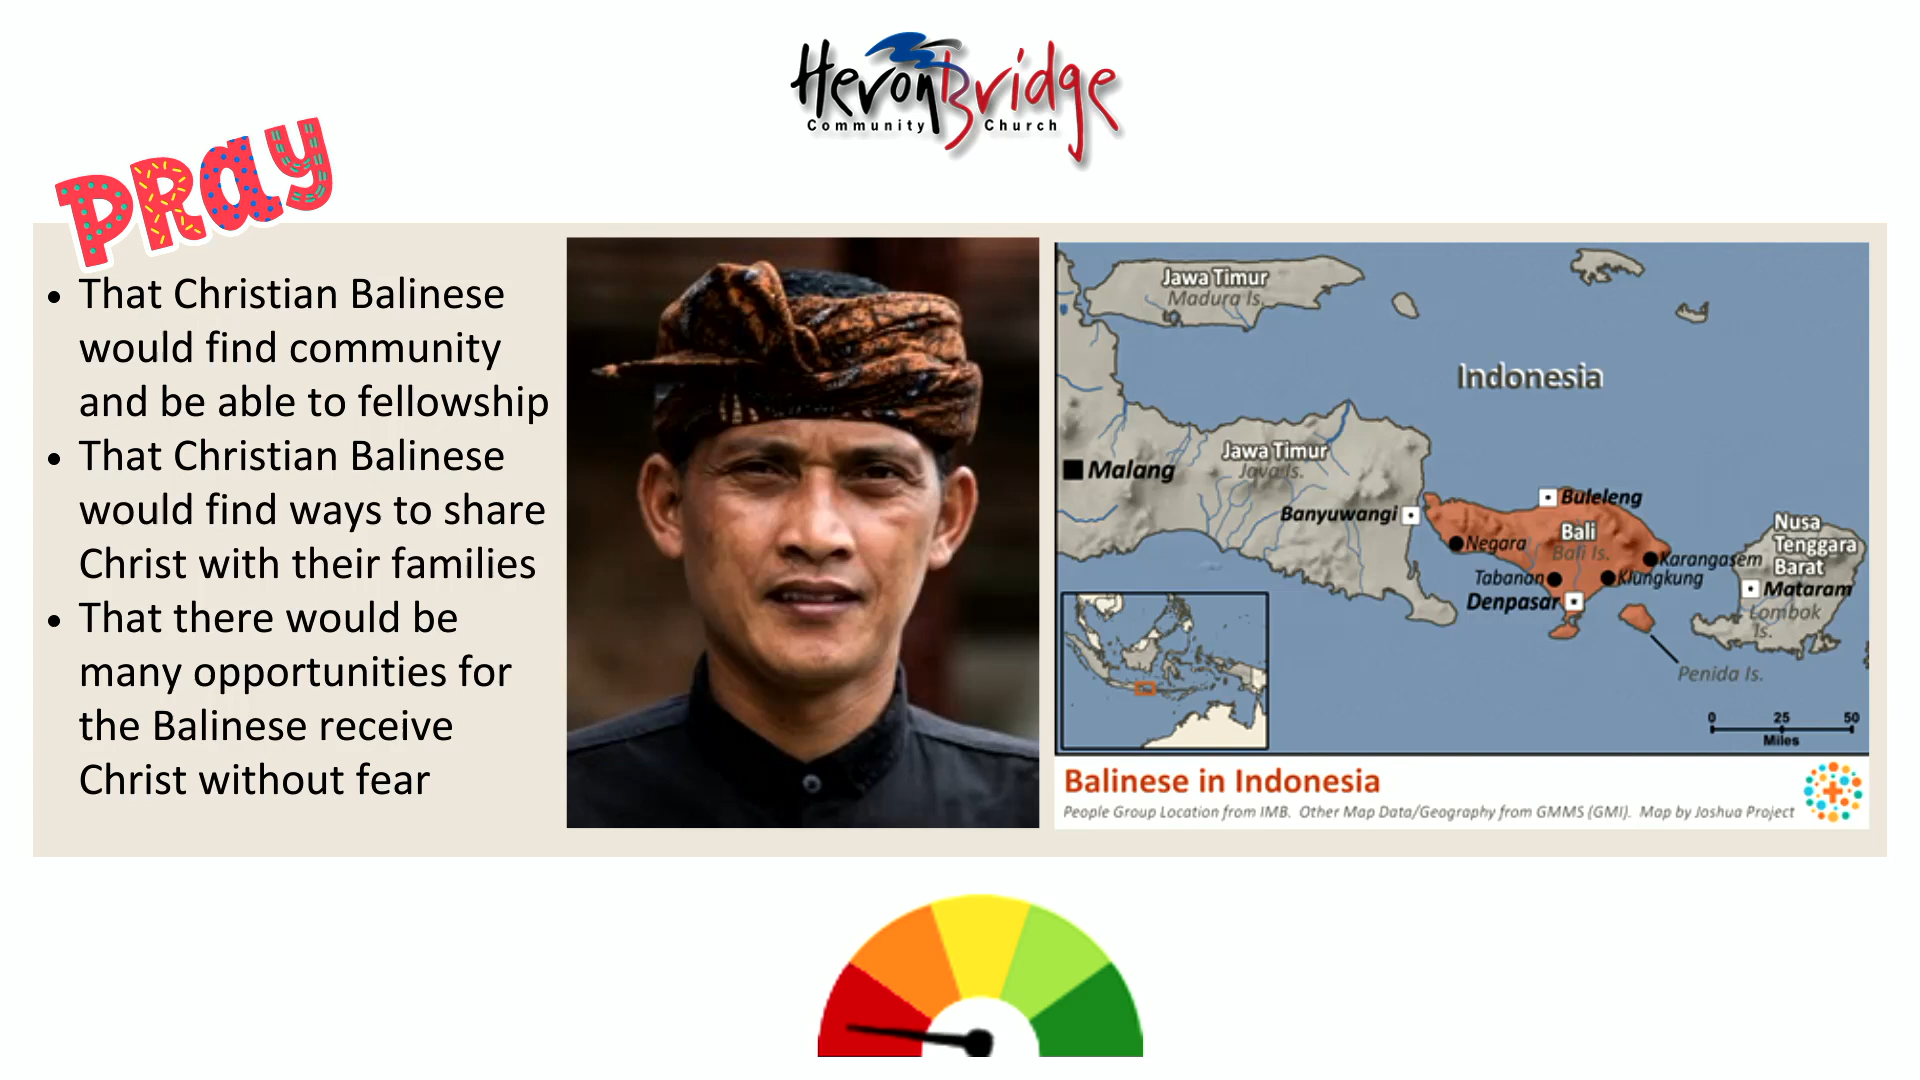 HeronBridge
Community Church
PRay
• That Christian Balinese
would find community
and be able to fellowship
• That Christian Balinese
would find ways to share
Christ with their families
• That there would be
many opportunities for
the Balinese receive
Christ without fear
Jawa Timur
Madura Is.
Indonesia
Jawa Timur
Java Is.
Malang
Banyuwangi
Buleleng
Negara
Bali
Bali Is.
Karangasem
Tabanan
Klungkung
Denpasar
Nusa
Tenggara
Barat
Mataram
Lombok
Is.
Penida Is.
0 25 50
Miles
Balinese in Indonesia
People Group Location from IMB. Other Map Data/Geography from GMMS (GMI). Map by Joshua Project